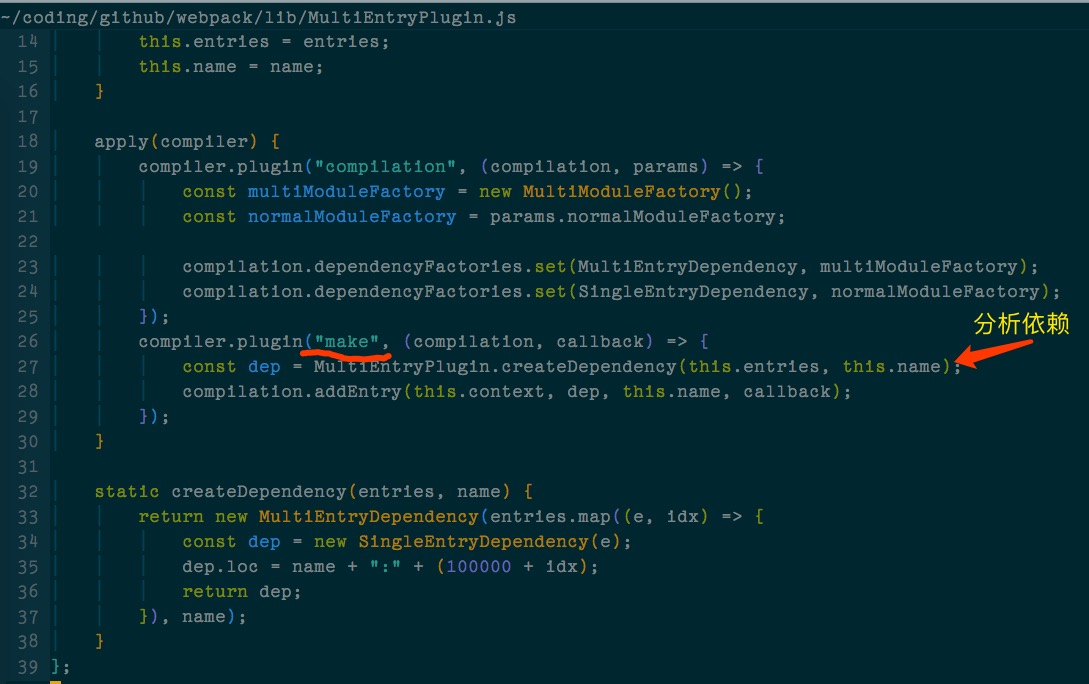 ~/coding/github/webpack/lib/MultiEntryPlugin.js
14 this.entries = entries;
15 this.name = name;
16 }
17
18 apply(compiler) {
19 compiler.plugin("compilation", (compilation, params) => {
20 const multiModuleFactory = new MultiModuleFactory();
21 const normalModuleFactory = params.normalModuleFactory;
22
23 compilation.dependencyFactories.set(MultiEntryDependency, multiModuleFactory);
24 compilation.dependencyFactories.set(SingleEntryDependency, normalModuleFactory);
25 });
分析依赖
26 compiler.plugin("make", (compilation, callback) => {
27 const dep = MultiEntryPlugin.createDependency(this.entries, this.name);
28 compilation.addEntry(this.context, dep, this.name, callback);
29 });
30 }
31
32 static createDependency(entries, name) {
33 return new MultiEntryDependency(entries.map((e, idx) => {
34 const dep = new SingleEntryDependency(e);
35 dep.loc = name + ":" + (100000 + idx);
36 return dep;
37 }), name);
38 }
39 };